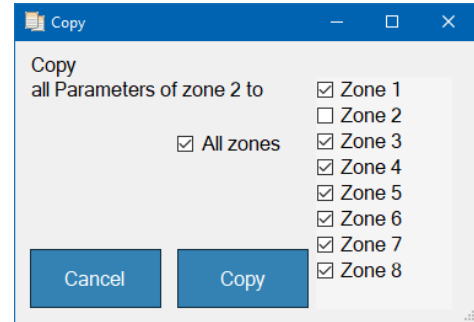 Copy
Copy
all Parameters of zone 2 to
All zones
Zone 1
Zone 2
Zone 3
Zone 4
Zone 5
Zone 6
Zone 7
Zone 8
Cancel
Copy